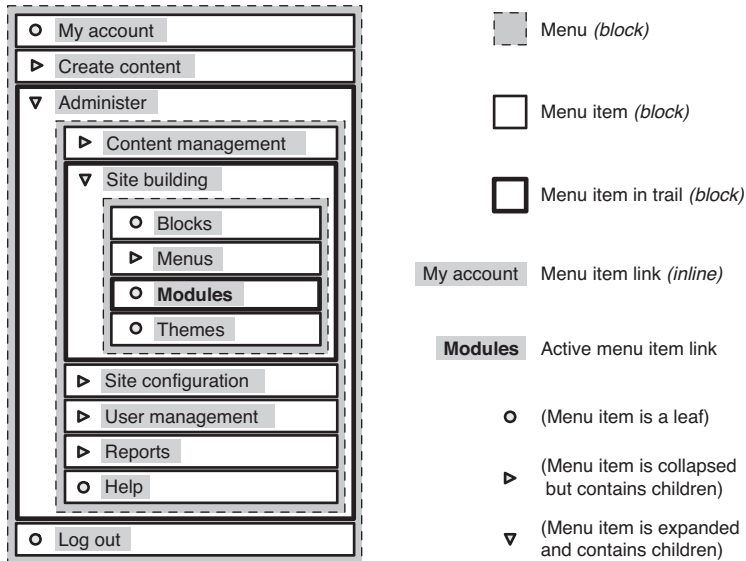 My account
Create content
Administer
Content management
Site building
Blocks
Menus
Modules
Themes
Site configuration
User management
Reports
Help
Log out
Menu (block)
Menu item (block)
Menu item in trail (block)
My account Menu item link (inline)
Modules Active menu item link
(Menu item is a leaf)
(Menu item is collapsed
but contains children)
(Menu item is expanded
and contains children)